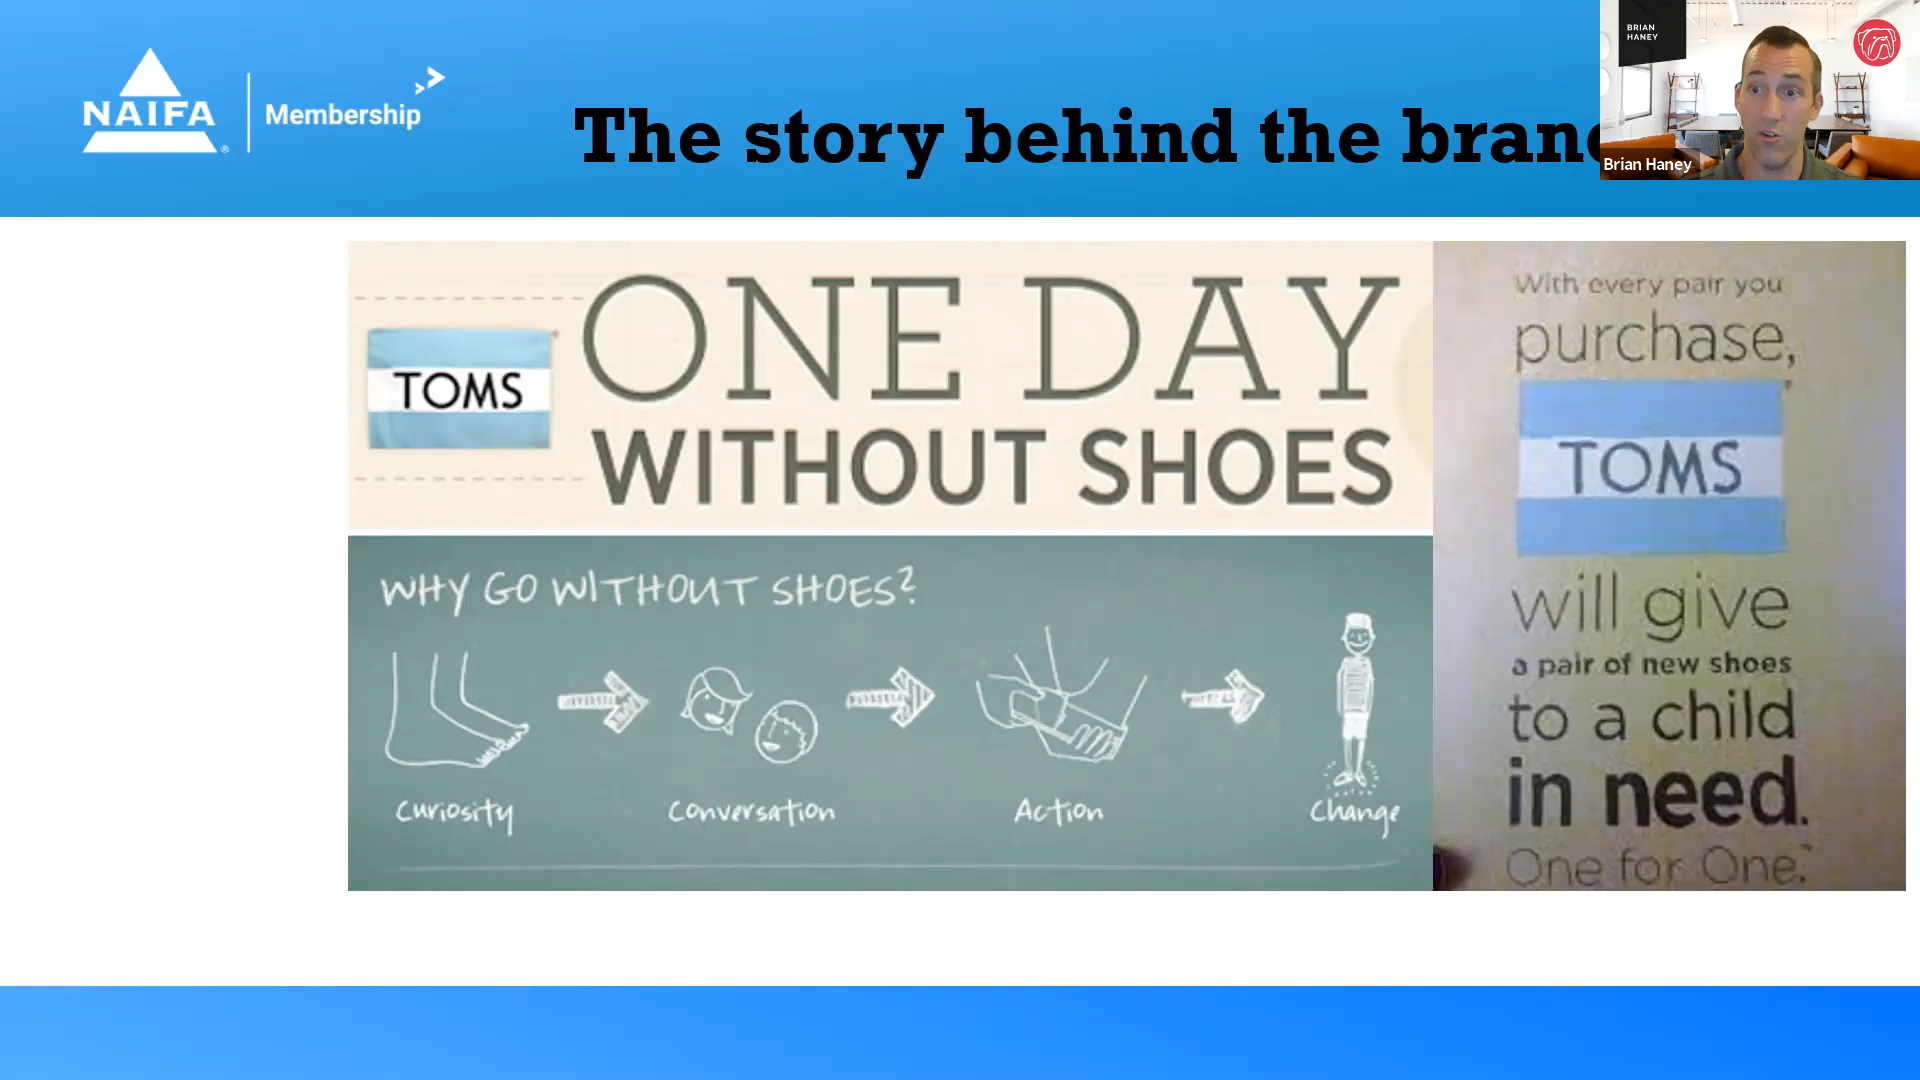 NAIFA
Membership
The story behind the bran
BRIAN
HANEY
Brian Haney
TOMS
ONE DAY
WITHOUT SHOES
WHY GO WITHOUT SHOES?
Curiosity
Conversation
Action
Change
With every pair you
purchase,
TOMS
will give
a pair of new shoes
to a child
in need.
One for One.™